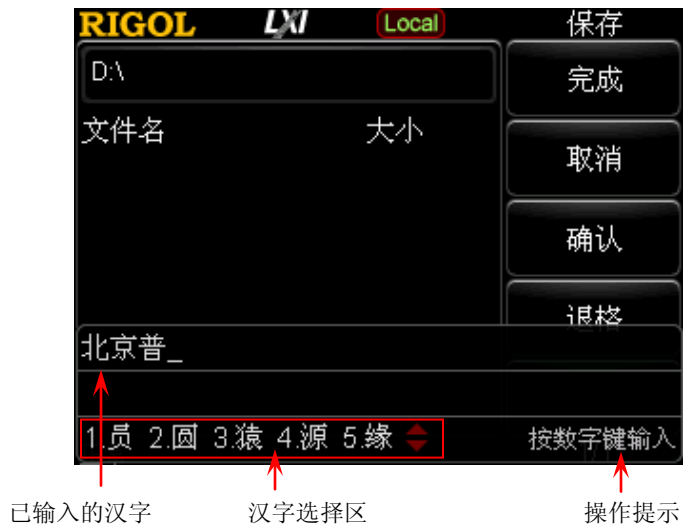 RIGOL LXI Local 保存
D:\
完成
文件名 大小
取消
确认
退格
北京普_
1.员 2.圆 3.猿 4.源 5.缘
按数字键输入
已输入的汉字 汉字选择区 操作提示